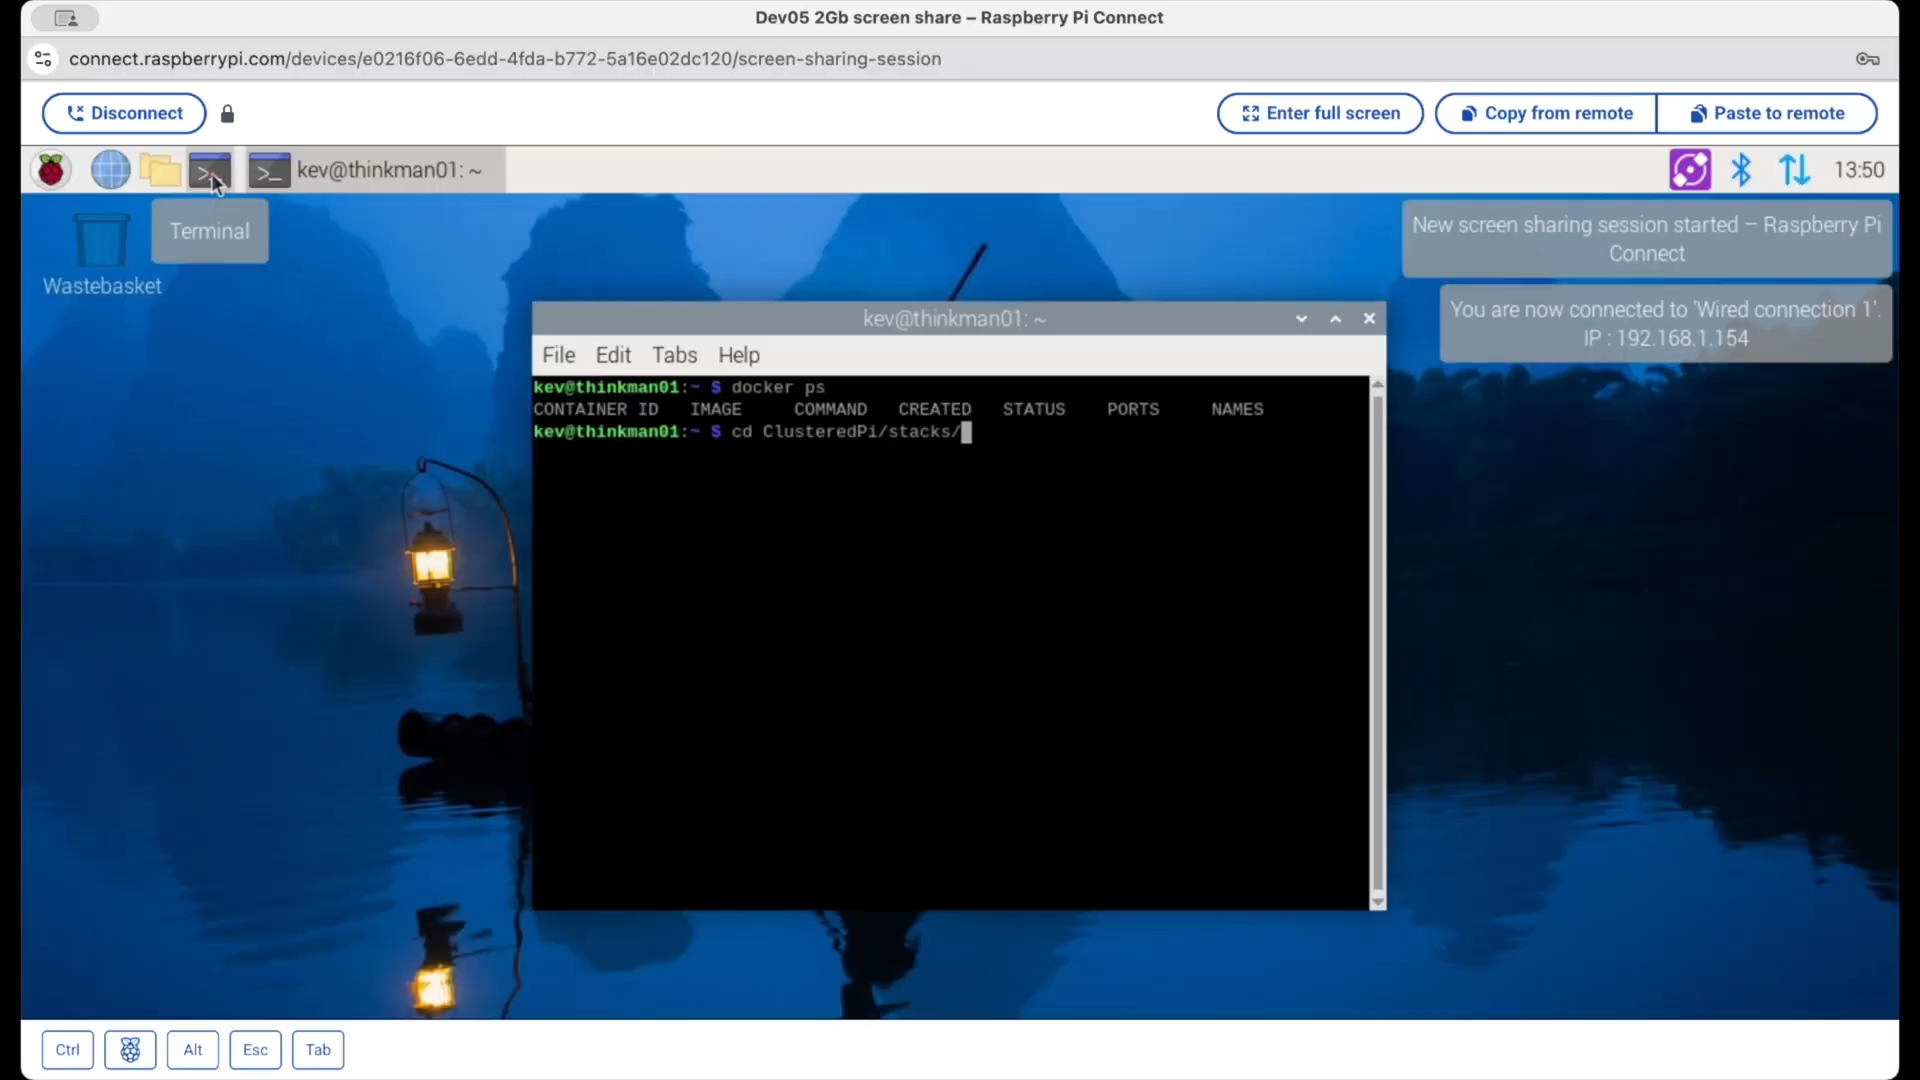 Dev05 2Gb screen share – Raspberry Pi Connect
connect.raspberrypi.com/devices/e0216f06-6edd-4fda-b772-5a16e02dc120/screen-sharing-session
Disconnect
Enter full screen
Copy from remote
Paste to remote
kev@thinkman01: ~
13:50
Terminal
Wastebasket
New screen sharing session started – Raspberry Pi
Connect
You are now connected to 'Wired connection 1'.
IP : 192.168.1.154
kev@thinkman01: ~
File Edit Tabs Help
kev@thinkman01:~ $ docker ps
CONTAINER ID IMAGE COMMAND CREATED STATUS PORTS NAMES
kev@thinkman01:~ $ cd ClusteredPi/stacks/
Ctrl
Alt
Esc
Tab